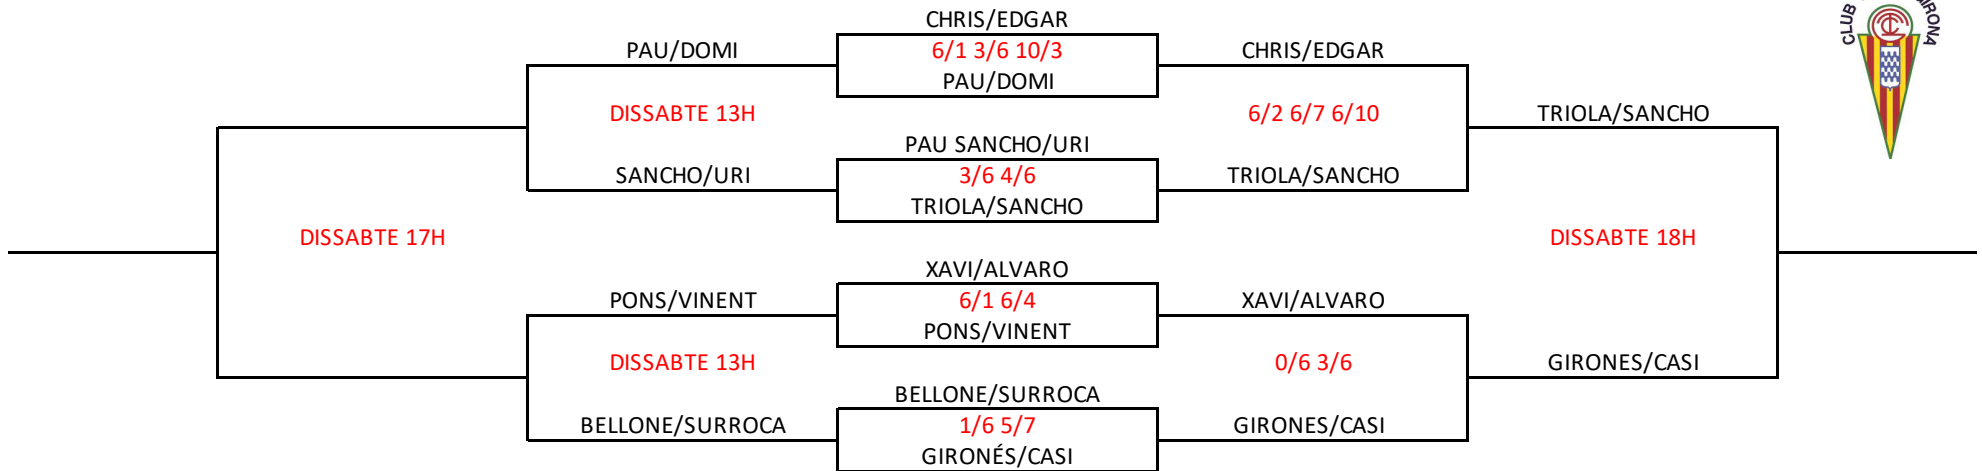 CHRIS/EDGAR
PAU/DOMI
6/1 3/6 10/3
CHRIS/EDGAR
PAU/DOMI
DISSABTE 13H
6/2 6/7 6/10
TRIOLA/SANCHO
PAU SANCHO/URI
SANCHO/URI
3/6 4/6
TRIOLA/SANCHO
TRIOLA/SANCHO
DISSABTE 17H
DISSABTE 18H
XAVI/ALVARO
PONS/VINENT
6/1 6/4
XAVI/ALVARO
PONS/VINENT
DISSABTE 13H
0/6 3/6
GIRONES/CASI
BELLONE/SURROCA
BELLONE/SURROCA
1/6 5/7
GIRONES/CASI
GIRONÉS/CASI
CLUB